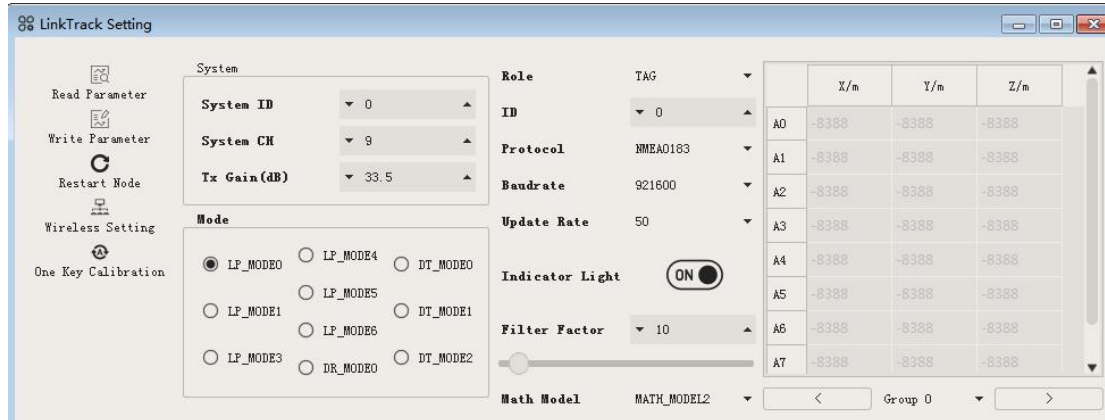 LinkTrack Setting
Read Parameter
Write Parameter
Restart Node
Wireless Setting
One Key Calibration
System
System ID 0
System CH 9
Tx Gain(dB) 33.5
Mode
LP_MODE0 LP_MODE4 DT_MODE0
LP_MODE5
LP_MODE1 DT_MODE1
LP_MODE6
LP_MODE3 DR_MODE0 DT_MODE2
Role TAG
ID 0
Protocol NMEA0183
Baudrate 921600
Update Rate 50
Indicator Light ON
Filter Factor 10
Math Model MATH_MODEL2
X/m Y/m Z/m
A0 -8388 -8388 -8388
A1 -8388 -8388 -8388
A2 -8388 -8388 -8388
A3 -8388 -8388 -8388
A4 -8388 -8388 -8388
A5 -8388 -8388 -8388
A6 -8388 -8388 -8388
A7 -8388 -8388 -8388
< Group 0 >